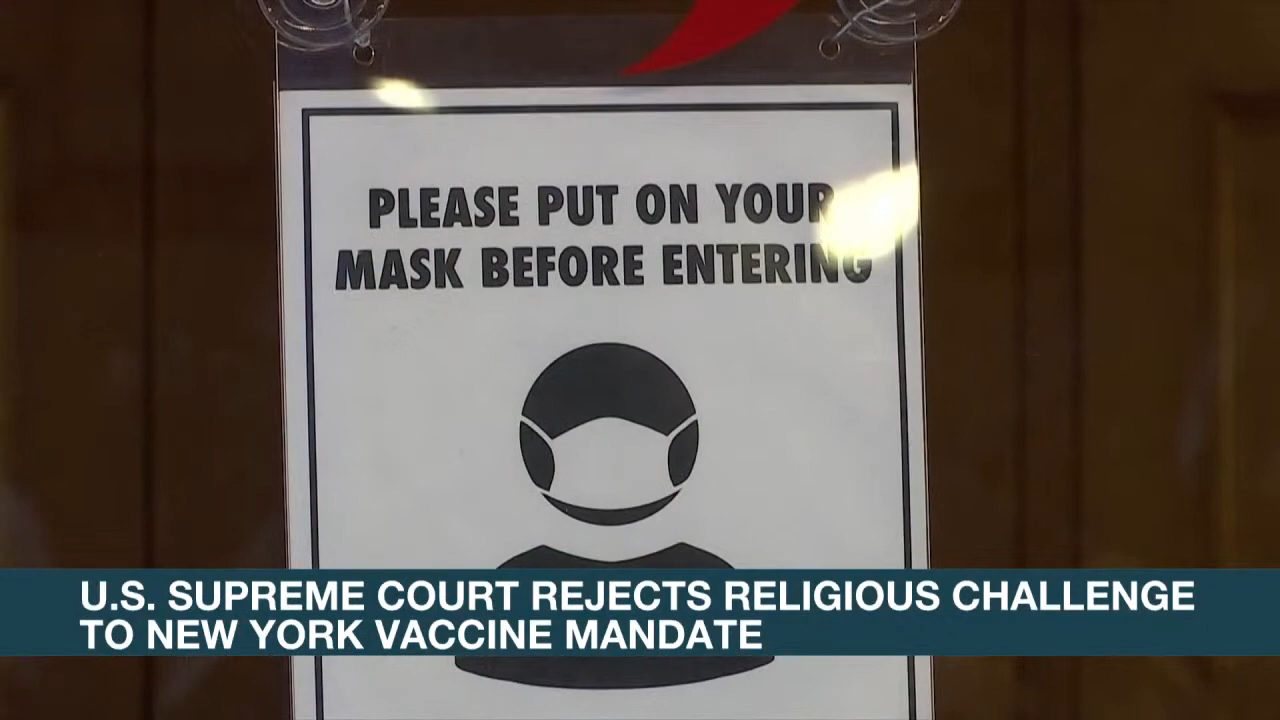 PLEASE PUT ON YOUR
MASK BEFORE ENTERING
U.S. SUPREME COURT REJECTS RELIGIOUS CHALLENGE
TO NEW YORK VACCINE MANDATE